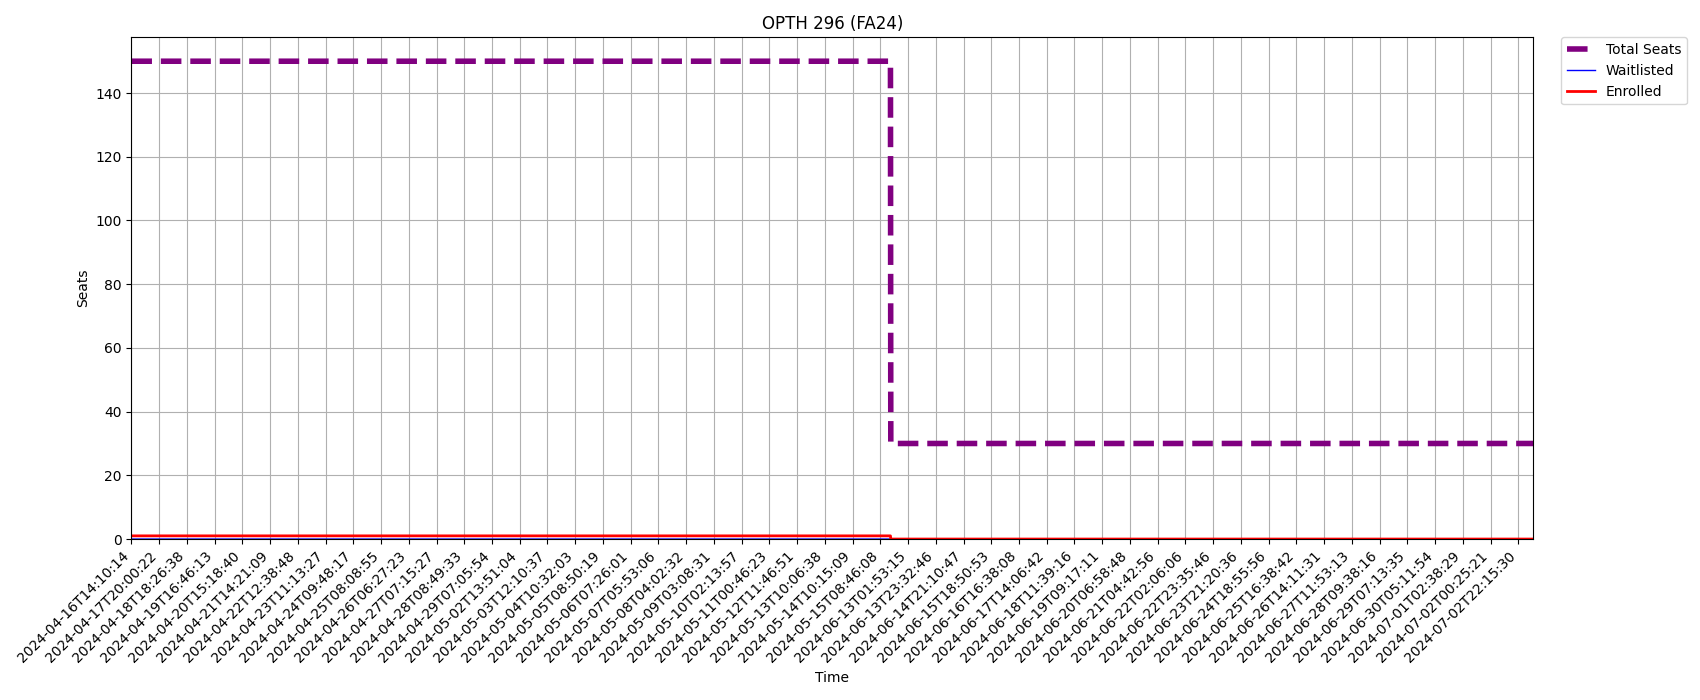 OPTH 296 (FA24)
Total Seats
Waitlisted
Enrolled
Seats
140
120
100
80
60
40
20
0
2024-04-16T14:10:14
2024-04-17T20:00:22
2024-04-18T18:26:38
2024-04-19T16:46:13
2024-04-20T15:18:40
2024-04-21T14:21:09
2024-04-22T12:38:48
2024-04-23T11:13:27
2024-04-24T09:48:17
2024-04-25T08:08:55
2024-04-26T06:27:23
2024-04-27T07:15:27
2024-04-28T08:49:33
2024-04-29T07:05:54
2024-05-02T13:51:04
2024-05-03T12:10:37
2024-05-04T10:32:03
2024-05-05T08:50:19
2024-05-06T07:26:01
2024-05-07T05:53:06
2024-05-08T04:02:32
2024-05-09T03:08:31
2024-05-10T02:13:57
2024-05-11T00:46:23
2024-05-12T11:46:51
2024-05-13T10:06:38
2024-05-14T10:15:09
2024-05-15T08:46:08
2024-06-13T01:53:15
2024-06-13T23:32:46
2024-06-14T21:10:47
2024-06-15T18:50:53
2024-06-16T16:38:08
2024-06-17T14:06:42
2024-06-18T11:39:16
2024-06-19T09:17:11
2024-06-20T06:58:48
2024-06-21T04:42:56
2024-06-22T02:06:06
2024-06-22T23:35:46
2024-06-23T21:20:36
2024-06-24T18:55:56
2024-06-25T16:38:42
2024-06-26T14:11:31
2024-06-27T11:53:13
2024-06-28T09:38:16
2024-06-29T07:13:35
2024-06-30T05:11:54
2024-07-01T02:38:29
2024-07-02T00:25:21
2024-07-02T22:15:30
Time